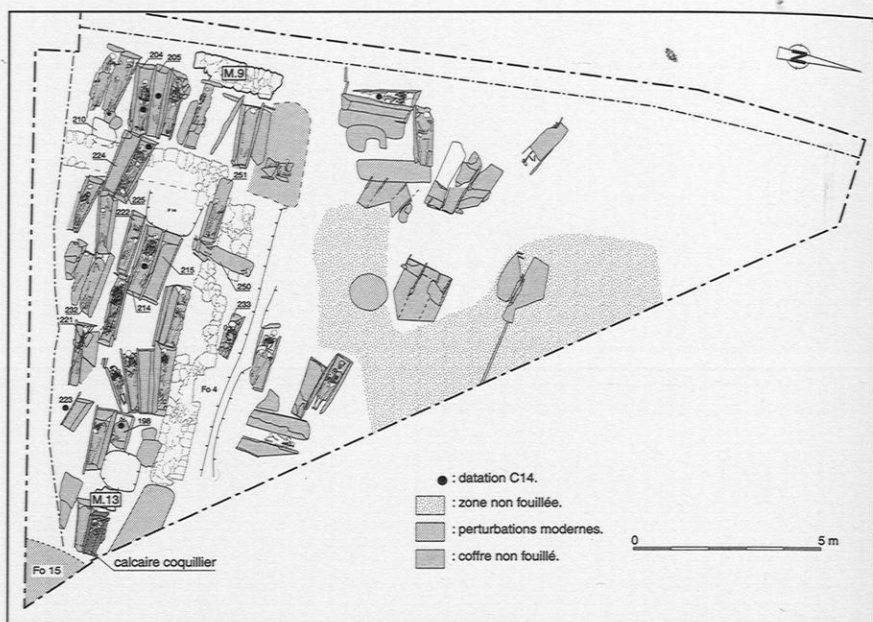 204 205
M.9
N
210
224
251
225
222
215
250
232
214
233
221
Fo 4
223
198
M.13
Fo 15
calcaire coquillier
● : datation C14.
: zone non fouillée.
: perturbations modernes.
: coffre non fouillé.
0 5 m